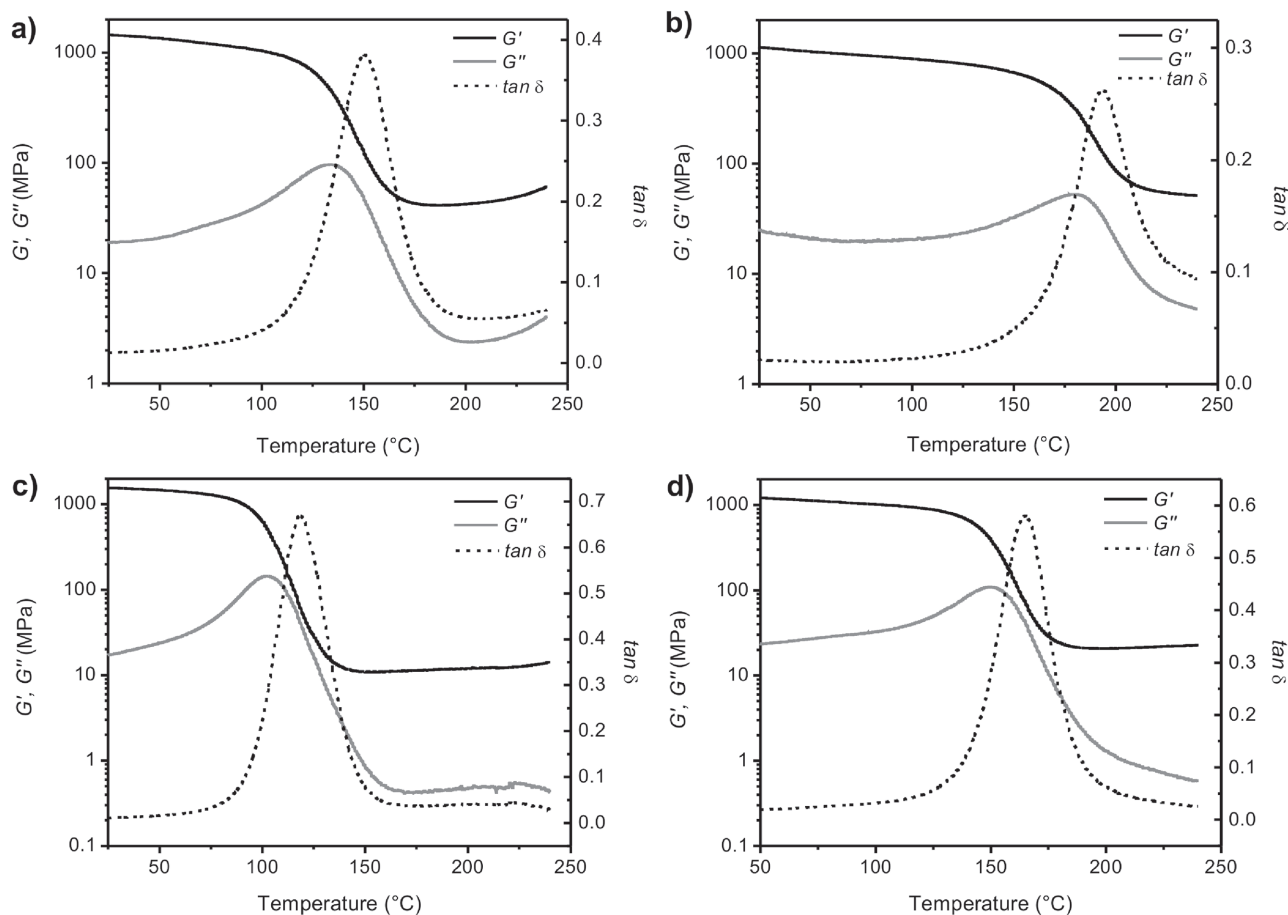 a)
G'
G''
tan δ
1000
100
10
1
0.4
0.3
0.2
0.1
0.0
50 100 150 200 250
G', G'' (MPa)
tan δ
Temperature (°C)
b)
G'
G''
tan δ
1000
100
10
1
0.3
0.2
0.1
0.0
50 100 150 200 250
G', G'' (MPa)
tan δ
Temperature (°C)
c)
G'
G''
tan δ
1000
100
10
1
0.1
0.7
0.6
0.5
0.4
0.3
0.2
0.1
0.0
50 100 150 200 250
G', G'' (MPa)
tan δ
Temperature (°C)
d)
G'
G''
tan δ
1000
100
10
1
0.1
0.6
0.5
0.4
0.3
0.2
0.1
0.0
50 100 150 200 250
G', G'' (MPa)
tan δ
Temperature (°C)